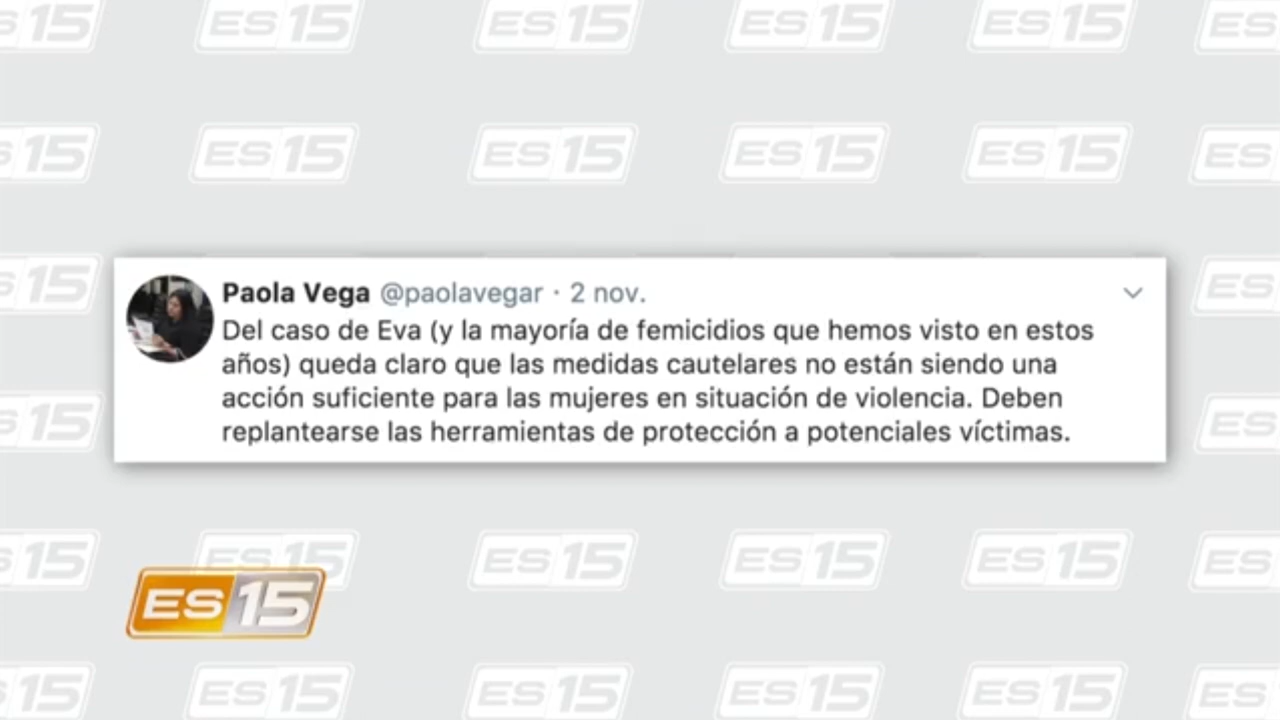 Paola Vega @paolavegar · 2 nov.
Del caso de Eva (y la mayoría de femicidios que hemos visto en estos
años) queda claro que las medidas cautelares no están siendo una
acción suficiente para las mujeres en situación de violencia. Deben
replantearse las herramientas de protección a potenciales víctimas.
ES 15